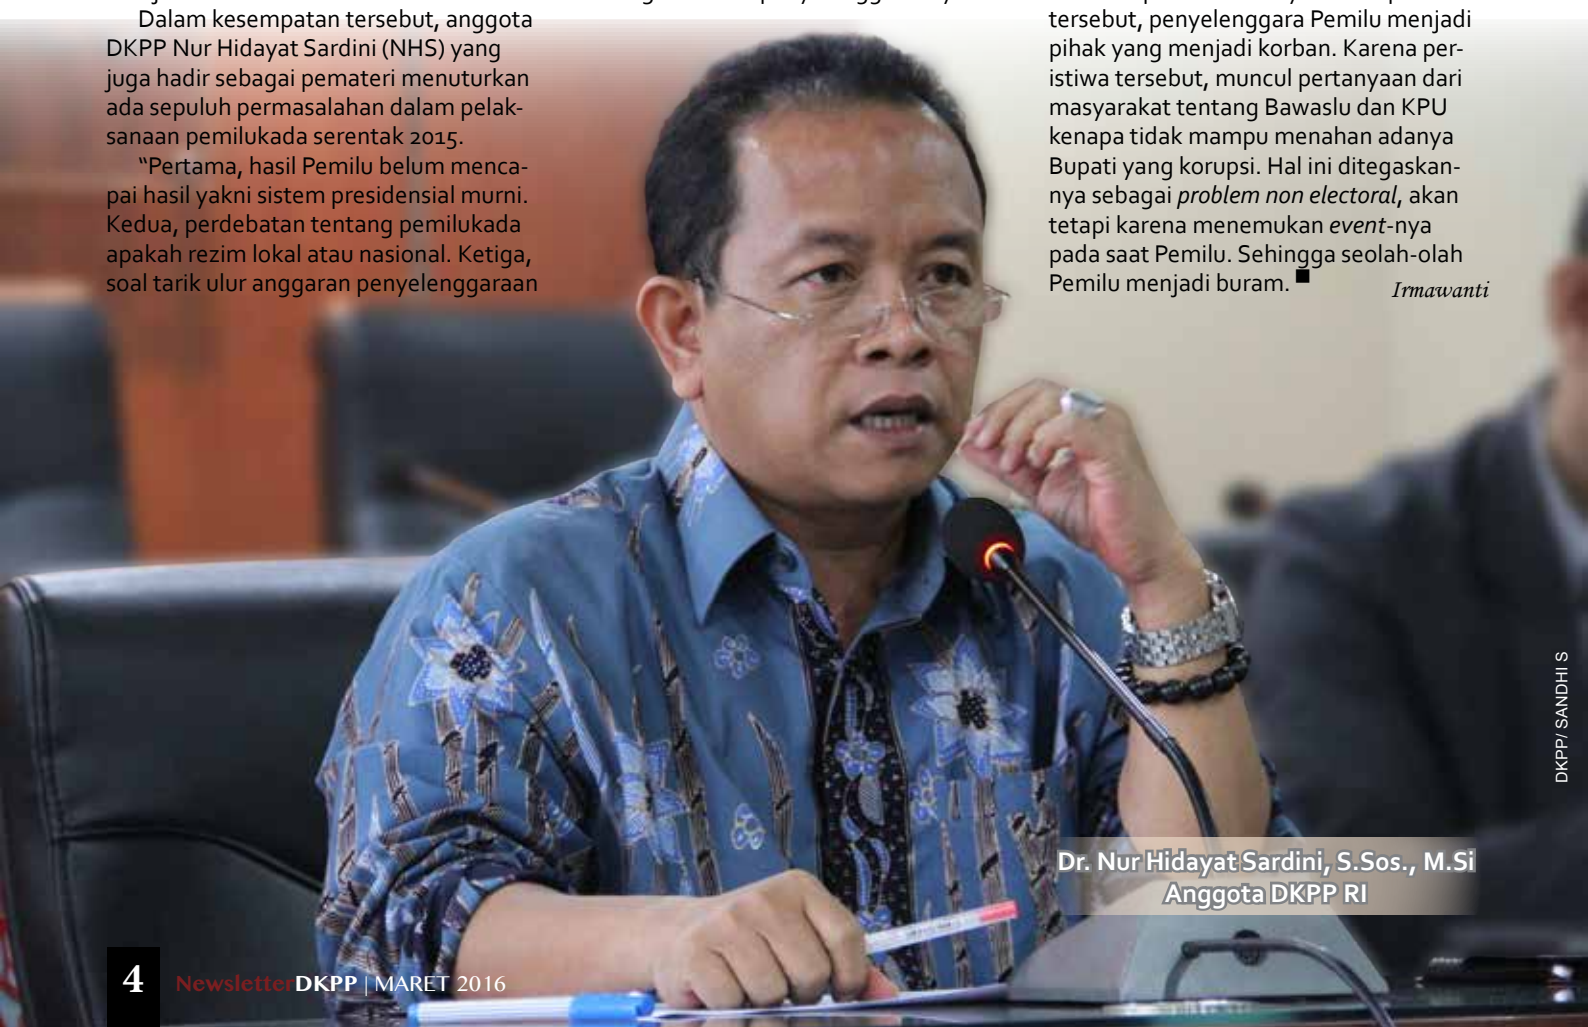 Dalam kesempatan tersebut, anggota
DKPP Nur Hidayat Sardini (NHS) yang
juga hadir sebagai pemateri menuturkan
ada sepuluh permasalahan dalam pelak-
sanaan pemilukada serentak 2015.
“Pertama, hasil Pemilu belum menca-
pai hasil yakni sistem presidensial murni.
Kedua, perdebatan tentang pemilukada
apakah rezim lokal atau nasional. Ketiga,
soal tarik ulur anggaran penyelenggaraan
tersebut, penyelenggara Pemilu menjadi
pihak yang menjadi korban. Karena per-
istiwa tersebut, muncul pertanyaan dari
masyarakat tentang Bawaslu dan KPU
kenapa tidak mampu menahan adanya
Bupati yang korupsi. Hal ini ditegaskan-
nya sebagai problem non electoral, akan
tetapi karena menemukan event-nya
pada saat Pemilu. Sehingga seolah-olah
Pemilu menjadi buram. ■
Irmawanti
DKPP/ SANDHI S
Dr. Nur Hidayat Sardini, S.Sos., M.Si
Anggota DKPP RI
4 NewsletterDKPP | MARET 2016